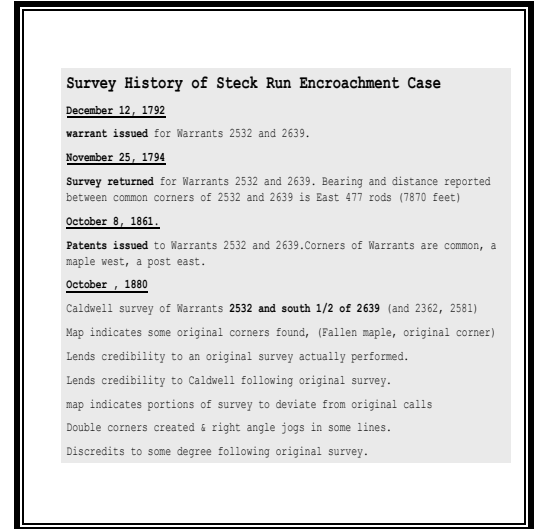 Survey History of Steck Run Encroachment Case
December 12, 1792
warrant issued for Warrants 2532 and 2639.
November 25, 1794
Survey returned for Warrants 2532 and 2639. Bearing and distance reported
between common corners of 2532 and 2639 is East 477 rods (7870 feet)
October 8, 1861.
Patents issued to Warrants 2532 and 2639.Corners of Warrants are common, a
maple west, a post east.
October , 1880
Caldwell survey of Warrants 2532 and south 1/2 of 2639 (and 2362, 2581)
Map indicates some original corners found, (Fallen maple, original corner)
Lends credibility to an original survey actually performed.
Lends credibility to Caldwell following original survey.
map indicates portions of survey to deviate from original calls
Double corners created & right angle jogs in some lines.
Discredits to some degree following original survey.